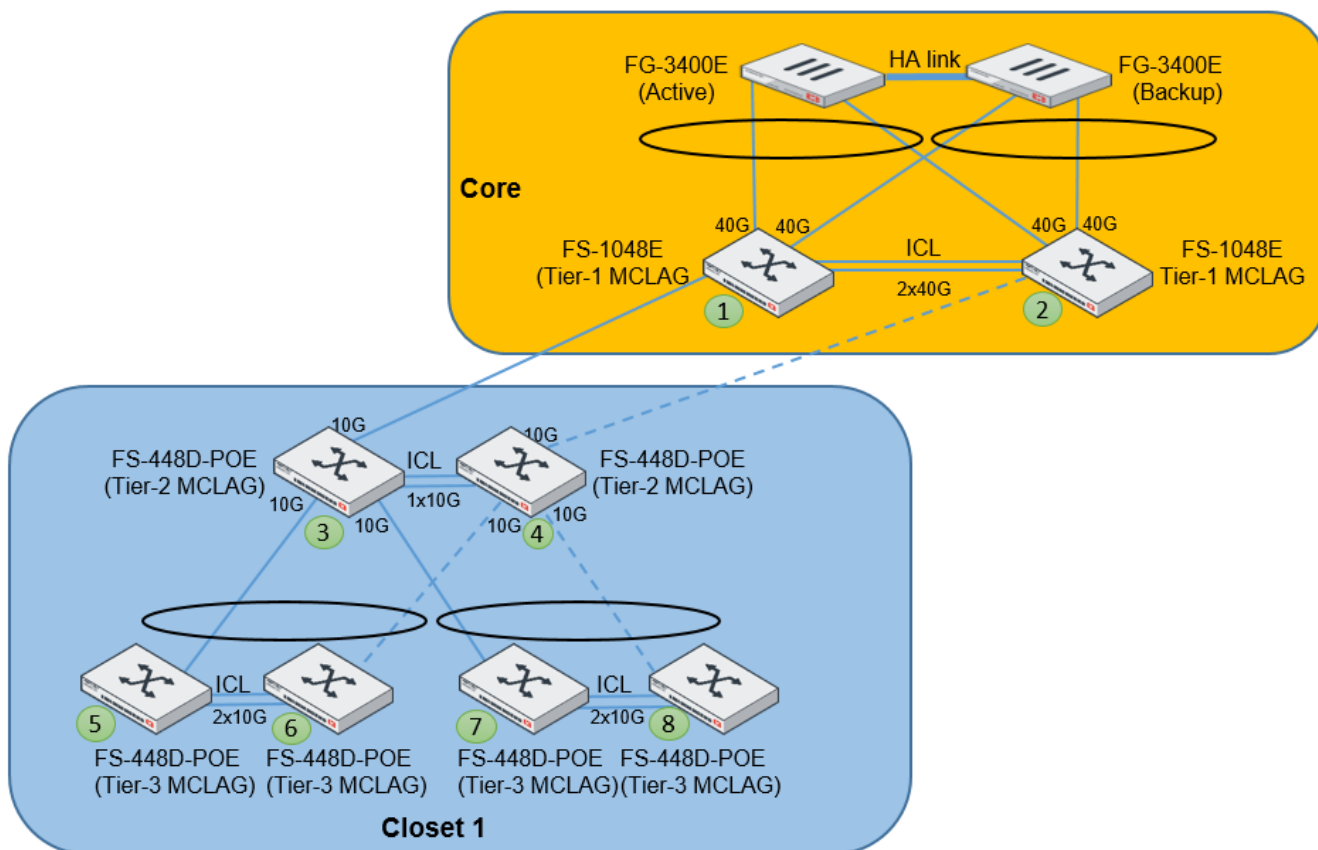 HA link
FG-3400E
(Active)
FG-3400E
(Backup)
Core
40G
40G
40G
40G
FS-1048E
(Tier-1 MCLAG
ICL
2x40G
FS-1048E
Tier-1 MCLAG
1
2
10G
10G
FS-448D-POE
(Tier-2 MCLAG)
ICL
1x10G
FS-448D-POE
(Tier-2 MCLAG)
10G
10G
10G
10G
3
4
ICL
2x10G
ICL
2x10G
5
6
7
8
FS-448D-POE
(Tier-3 MCLAG)
FS-448D-POE
(Tier-3 MCLAG)
FS-448D-POE
(Tier-3 MCLAG)
FS-448D-POE
(Tier-3 MCLAG)
Closet 1